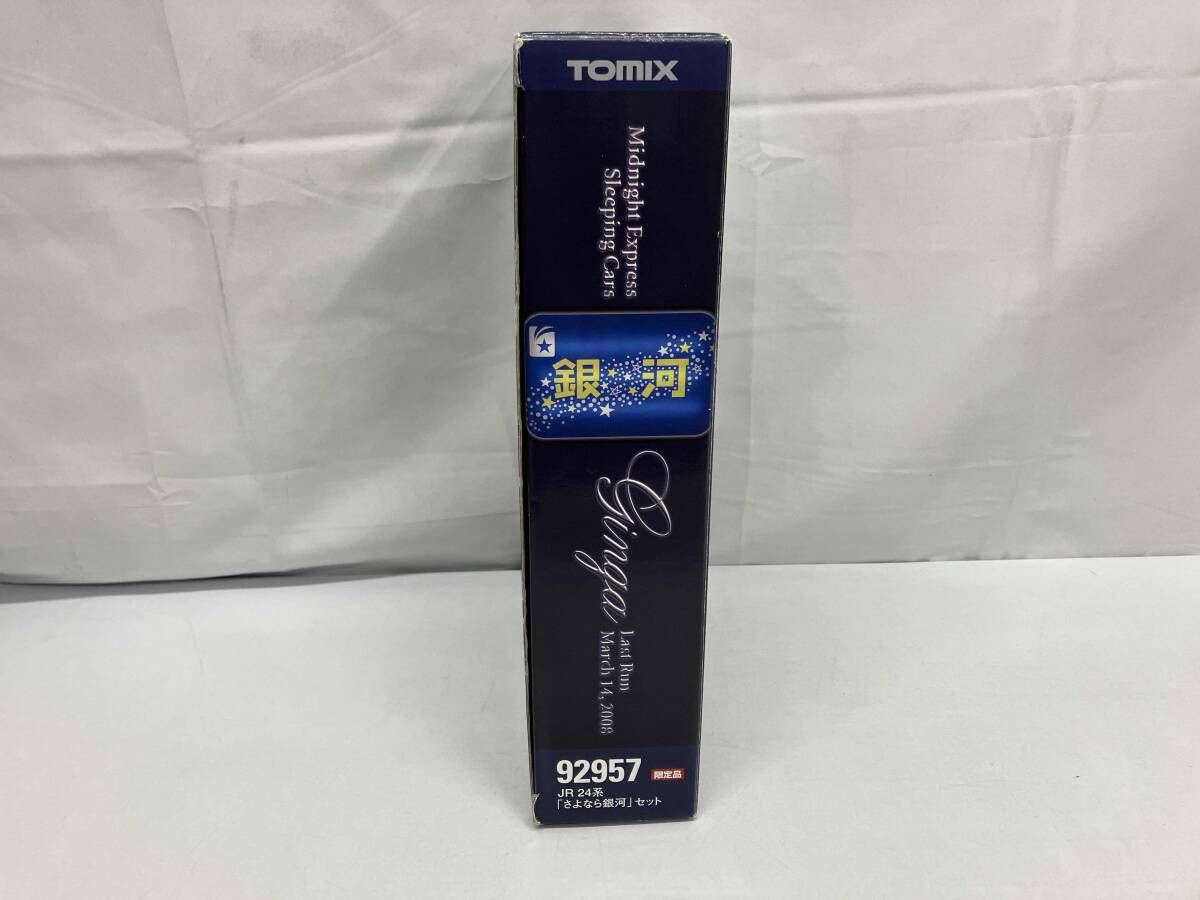 TOMIX
Midnight Express
Sleeping Cars
銀河
Ginga
Last Run
March 14, 2008
92957 限定品
JR 24系
「さよなら銀河」セット